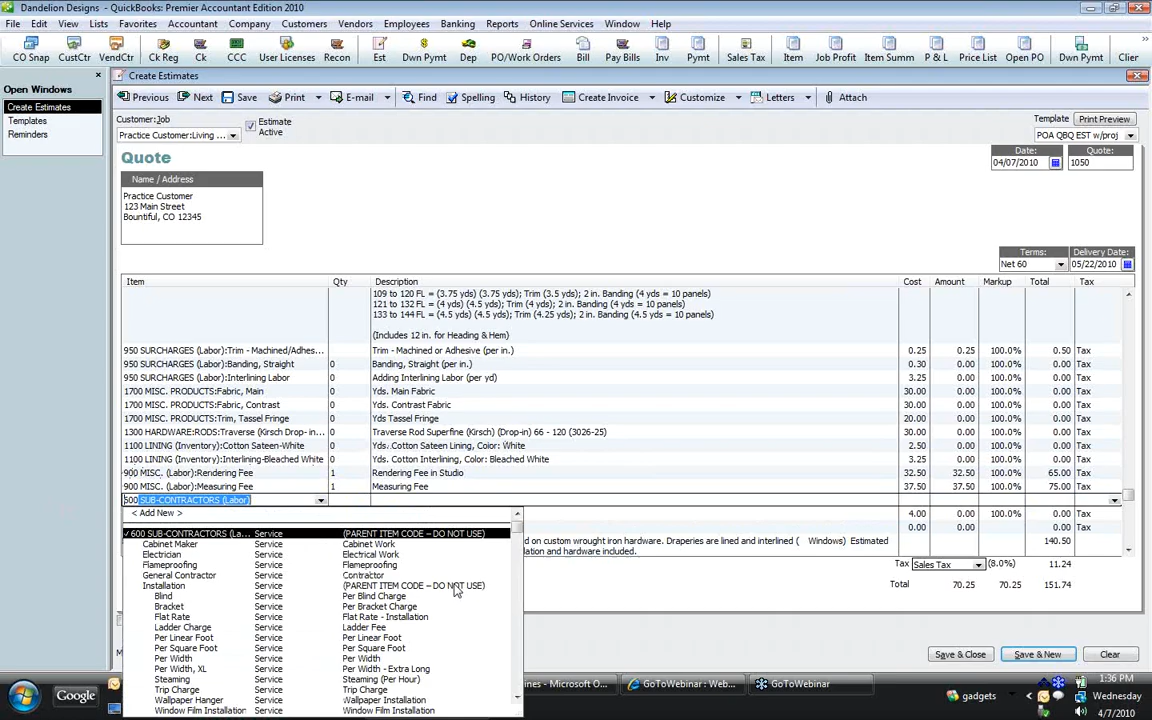 Dandelion Designs - QuickBooks: Premier Accountant Edition 2010
File Edit View Lists Favorites Accountant Company Customers Vendors Employees Banking Reports Online Services Window Help
CO Snap CustCtr VendCtr Ck Reg Ck CCC User Licenses Recon Est Dwn Pymt Dep PO/Work Orders Bill Pay Bills Inv Pymt Sales Tax Item Job Profit Item Summ P & L Price List Open PO Dwn Pymt Clier
Open Windows
Create Estimates
Templates
Reminders
Create Estimates
Previous Next Save Print E-mail Find Spelling History Create Invoice Customize Letters Attach
Customer:Job
Practice Customer:Living ...
Estimate
Active
Template Print Preview
POA QBQ EST w/proj
Quote
Date: Quote:
04/07/2010 1050
Name / Address
Practice Customer
123 Main Street
Bountiful, CO 12345
Terms: Delivery Date:
Net 60 05/22/2010
Item Qty Description Cost Amount Markup Total Tax
109 to 120 FL = (3.75 yds) (3.75 yds); Trim (3.5 yds); 2 in. Banding (4 yds = 10 panels)
121 to 132 FL = (4 yds) (4.5 yds); Trim (4 yds); 2 in. Banding (4 yds = 10 panels)
133 to 144 FL = (4.5 yds) (4.5 yds); Trim (4.25 yds); 2 in. Banding (4.5 yds = 10 panels)
(Includes 12 in. for Heading & Hem)
950 SURCHARGES (Labor):Trim - Machined/Adhes... Trim - Machined or Adhesive (per in.) 0.25 0.25 100.0% 0.50 Tax
950 SURCHARGES (Labor):Banding, Straight 0 Banding, Straight (per in.) 0.30 0.00 100.0% 0.00 Tax
950 SURCHARGES (Labor):Interlining Labor 0 Adding Interlining Labor (per yd) 3.25 0.00 100.0% 0.00 Tax
1700 MISC. PRODUCTS:Fabric, Main 0 Yds. Main Fabric 30.00 0.00 100.0% 0.00 Tax
1700 MISC. PRODUCTS:Fabric, Contrast 0 Yds. Contrast Fabric 30.00 0.00 100.0% 0.00 Tax
1700 MISC. PRODUCTS:Trim, Tassel Fringe 0 Yds Tassel Fringe 20.00 0.00 100.0% 0.00 Tax
1300 HARDWARE:RODS:Traverse (Kirsch Drop- in... 0 Traverse Rod Superfine (Kirsch) (Drop-in) 66 - 120 (3026-25) 30.00 0.00 100.0% 0.00 Tax
1100 LINING (Inventory):Cotton Sateen-White 0 Yds. Cotton Sateen Lining, Color: White 2.50 0.00 100.0% 0.00 Tax
1100 LINING (Inventory):Interlining-Bleached White 0 Yds. Cotton Interlining, Color: Bleached White 3.25 0.00 100.0% 0.00 Tax
900 MISC. (Labor):Rendering Fee 1 Rendering Fee in Studio 32.50 32.50 100.0% 65.00 Tax
900 MISC. (Labor):Measuring Fee 1 Measuring Fee 37.50 37.50 100.0% 75.00 Tax
600 SUB-CONTRACTORS (Labor)
< Add New > 4.00 0.00 100.0% 0.00 Tax
✓ 600 SUB-CONTRACTORS (La... Service (PARENT ITEM CODE -- DO NOT USE) 0.00 0.00 Tax
Cabinet Maker Service Cabinet Work ed on custom wrought iron hardware. Draperies are lined and interlined ( Windows) Estimated 140.50
Electrician Service Electrical Work lation and hardware included.
Flameproofing Service Flameproofing Tax Sales Tax (8.0%) 11.24
General Contractor Service Contractor
Installation Service (PARENT ITEM CODE -- DO NOT USE) Total 70.25 70.25 151.74
Blind Service Per Blind Charge
Bracket Service Per Bracket Charge
Flat Rate Service Flat Rate - Installation
Ladder Charge Service Ladder Fee
Per Linear Foot Service Per Linear Foot
Per Square Foot Service Per Square Foot
Per Width Service Per Width
Save & Close Save & New Clear
Per Width, XL Service Per Width - Extra Long
Steaming Service Steaming (Per Hour)
Trip Charge Service Trip Charge
Wallpaper Hanger Service Wallpaper Installation
Window Film Installation Service Window Film Installation
Google ines - Microsoft O... GoToWebinar : Web... GoToWebinar gadgets 1:36 PM
Wednesday
4/7/2010